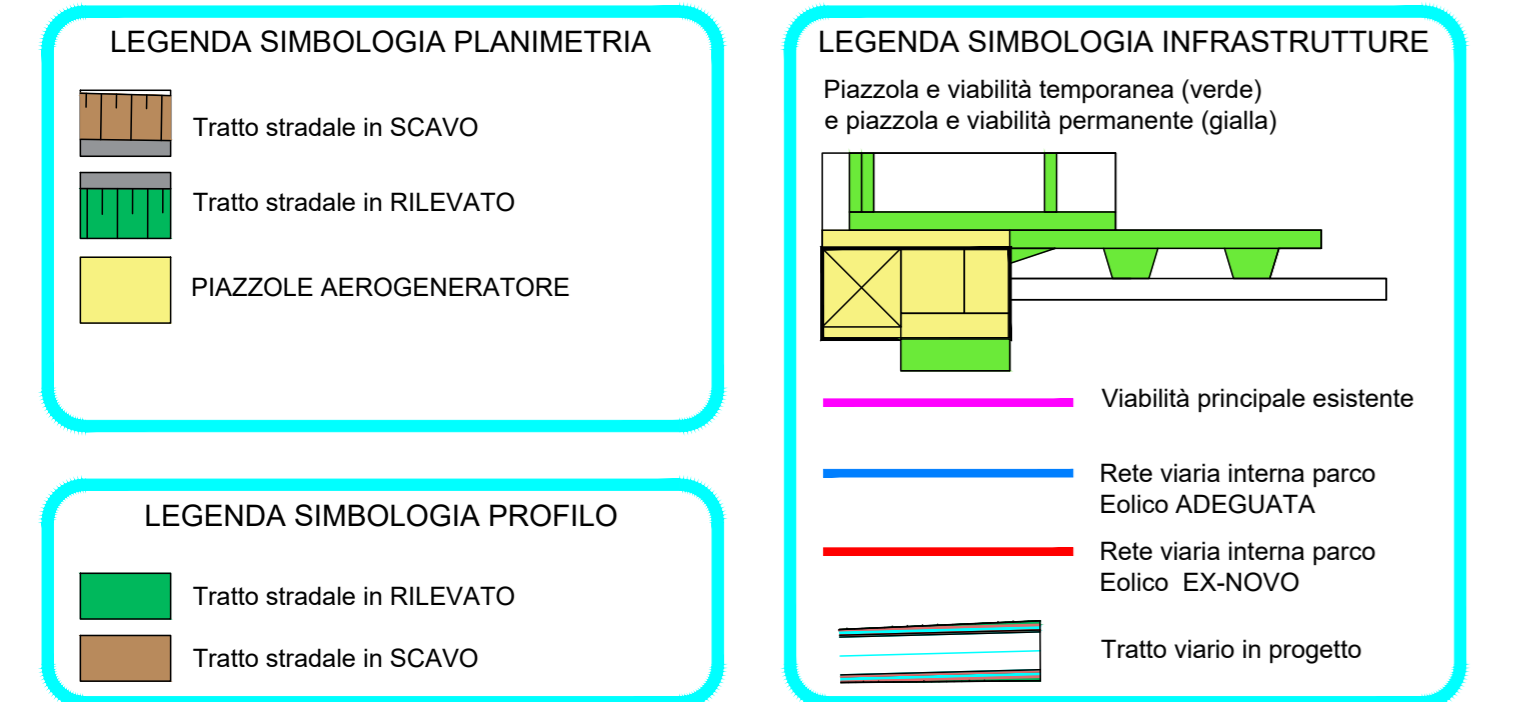 LEGENDA SIMBOLOGIA PLANIMETRIA
Tratto stradale in SCAVO
Tratto stradale in RILEVATO
PIAZZOLE AEROGENERATORE
LEGENDA SIMBOLOGIA PROFILO
Tratto stradale in RILEVATO
Tratto stradale in SCAVO
LEGENDA SIMBOLOGIA INFRASTRUTTURE
Piazzola e viabilità temporanea (verde)
e piazzola e viabilità permanente (gialla)
Viabilità principale esistente
Rete viaria interna parco
Eolico ADEGUATA
Rete viaria interna parco
Eolico EX-NOVO
Tratto viario in progetto